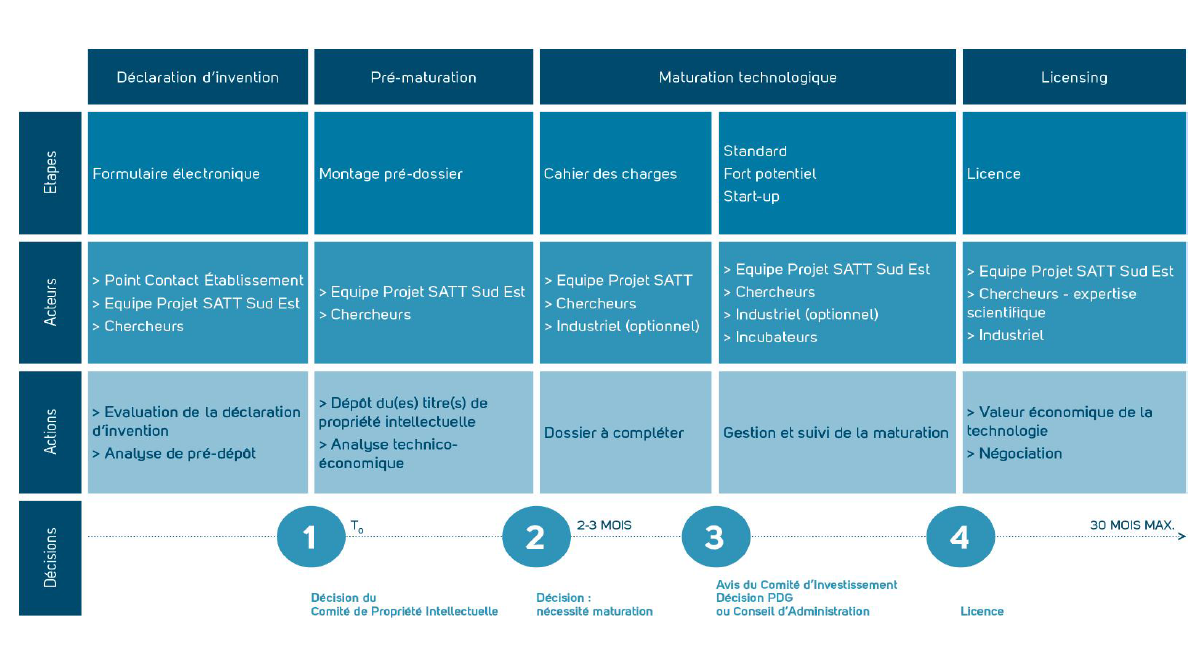 Déclaration d'invention
Pré-maturation
Maturation technologique
Licensing
Etapes
Formulaire électronique
Montage pré-dossier
Cahier des charges
Standard
Fort potentiel
Start-up
Licence
Acteurs
> Point Contact Établissement
> Equipe Projet SATT Sud Est
> Chercheurs
> Equipe Projet SATT Sud Est
> Chercheurs
> Equipe Projet SATT
> Chercheurs
> Industriel (optionnel)
> Equipe Projet SATT Sud Est
> Chercheurs
> Industriel (optionnel)
> Incubateurs
> Equipe Projet SATT Sud Est
> Chercheurs - expertise
scientifique
> Industriel
Actions
> Evaluation de la déclaration
d'invention
> Analyse de pré-dépôt
> Dépôt du(es) titre(s) de
propriété intellectuelle
> Analyse technico-
économique
Dossier à compléter
Gestion et suivi de la maturation
> Valeur économique de la
technologie
> Négociation
Décisions
1
T0
2
2-3 MOIS
3
4
30 MOIS MAX.
Décision du
Comité de Propriété Intellectuelle
Décision :
nécessité maturation
Avis du Comité d'Investissement
Décision PDG
ou Conseil d'Administration
Licence